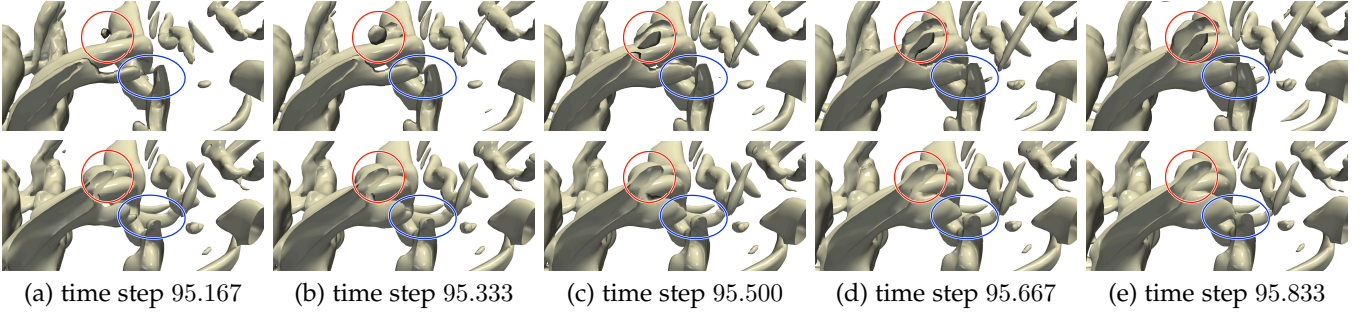 (a) time step 95.167
(b) time step 95.333
(c) time step 95.500
(d) time step 95.667
(e) time step 95.833